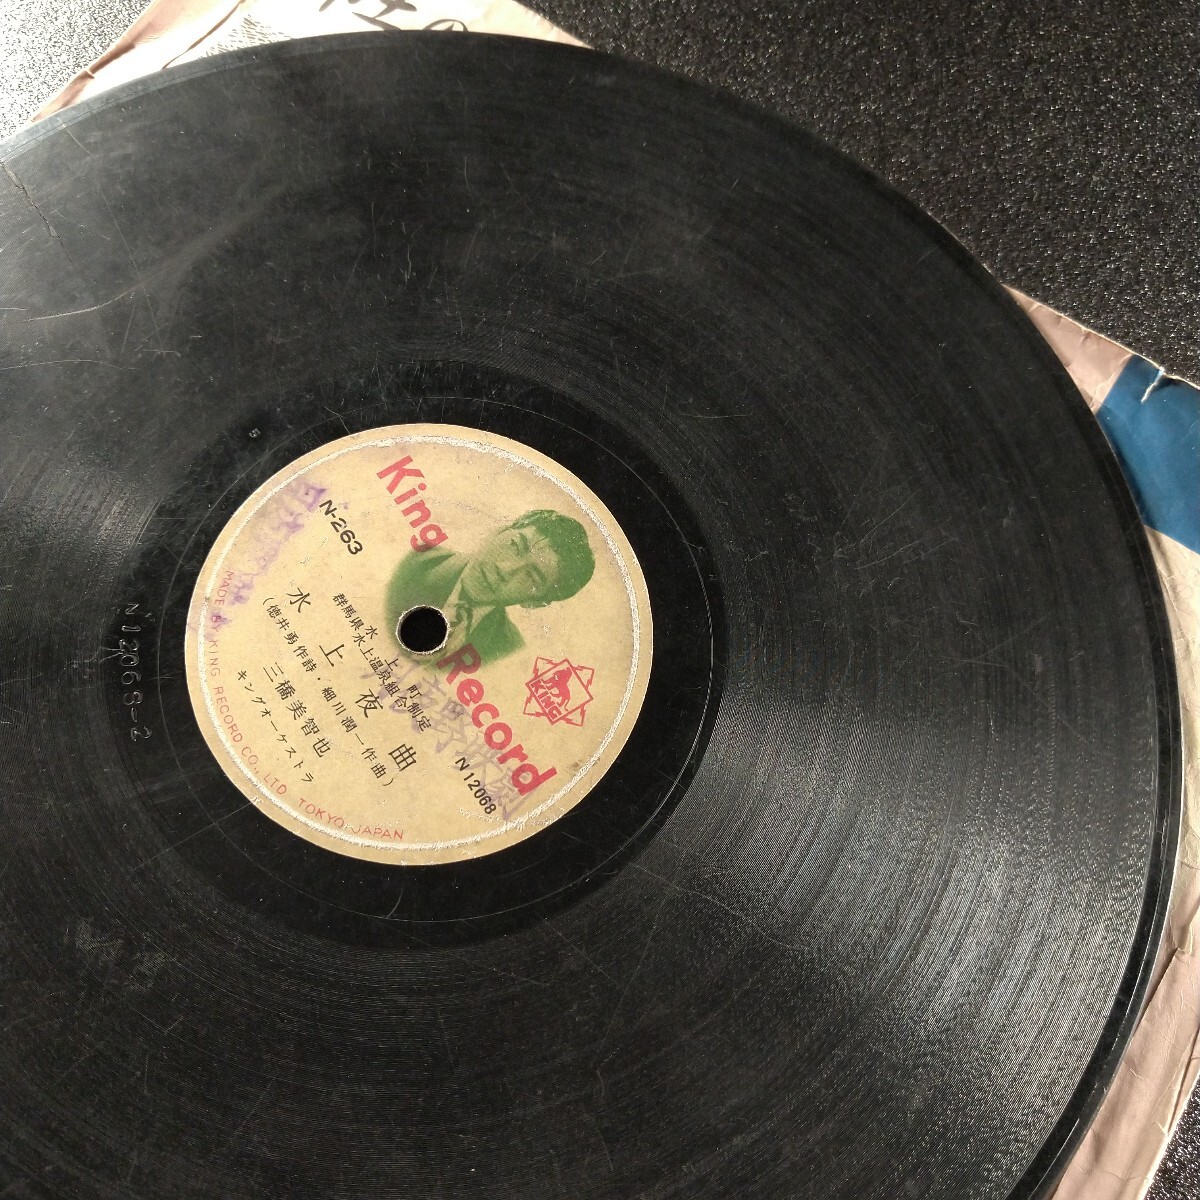 King Record
N-263
群馬県水上町制定
水上温泉組合
水上夜曲
(徳井勇作詩・細川潤一作曲)
三橋美智也
キングオーケストラ
N12068
KING
MADE BY KING RECORD CO., LTD. TOKYO JAPAN
N12068-2
5